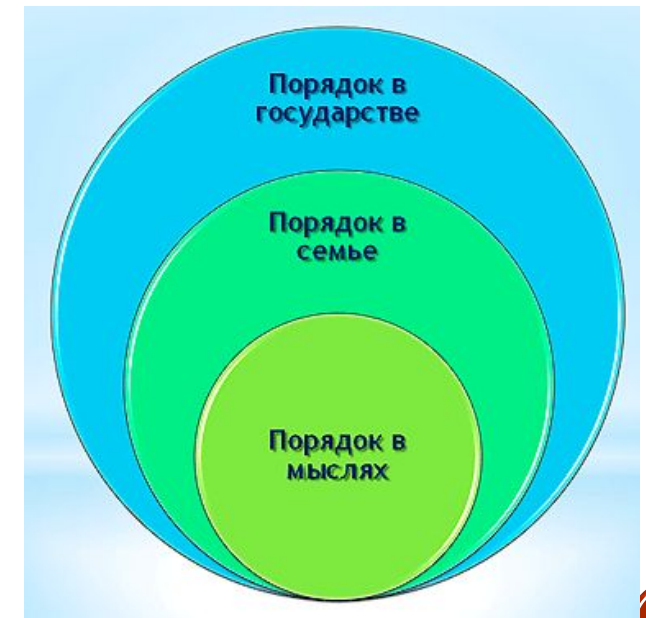 Порядок в
государстве
Порядок в
семье
Порядок в
мыслях